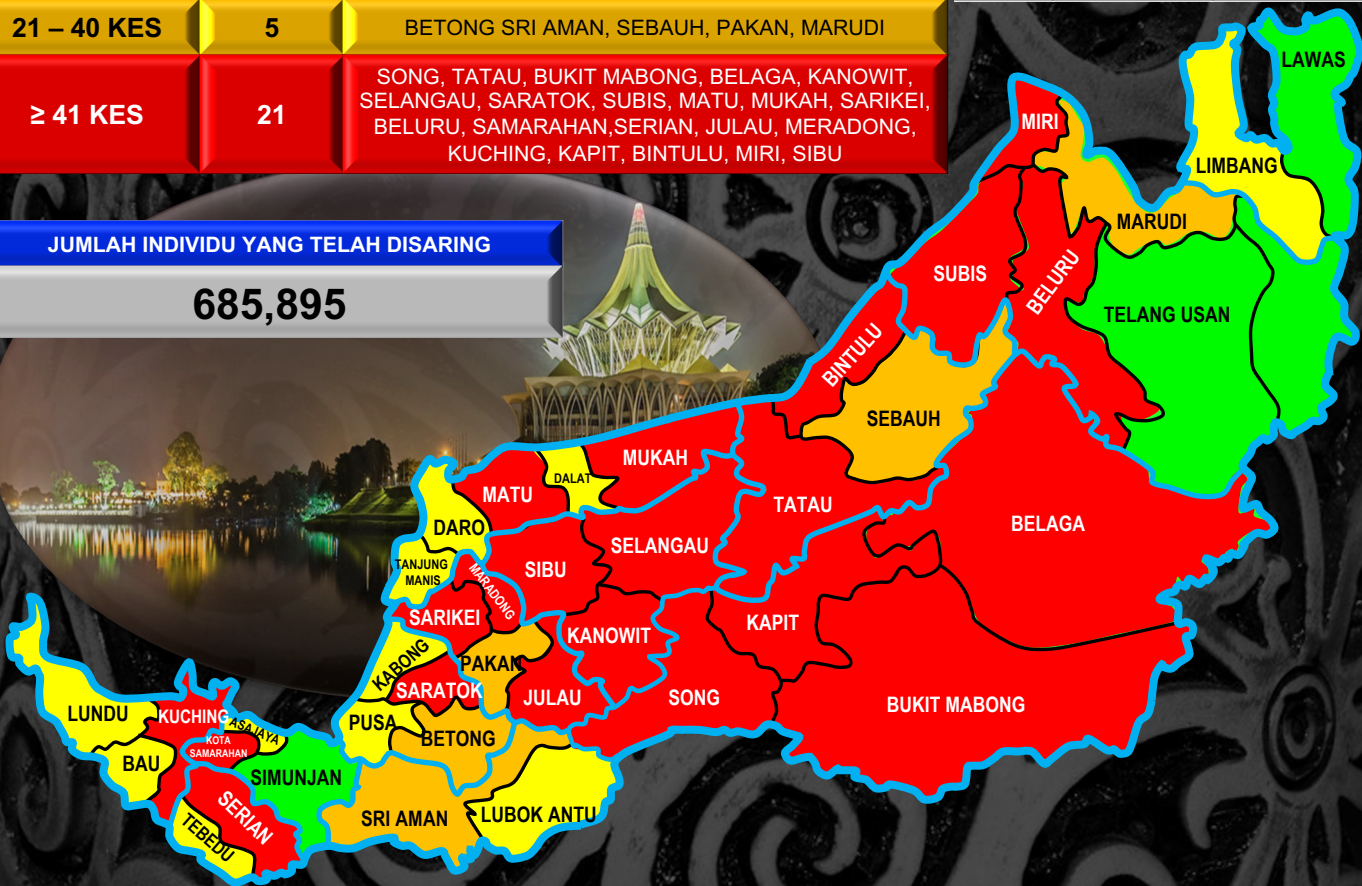 21 – 40 KES
5
BETONG SRI AMAN, SEBAUH, PAKAN, MARUDI
≥ 41 KES
21
SONG, TATAU, BUKIT MABONG, BELAGA, KANOWIT,
SELANGAU, SARATOK, SUBIS, MATU, MUKAH, SARIKEI,
BELURU, SAMARAHAN,SERIAN, JULAU, MERADONG,
KUCHING, KAPIT, BINTULU, MIRI, SIBU
JUMLAH INDIVIDU YANG TELAH DISARING
685,895
LAWAS
MIRI
LIMBANG
MARUDI
SUBIS
BELURU
TELANG USAN
BINTULU
SEBAUH
MUKAH
DALAT
MATU
TATAU
BELAGA
DARO
SELANGAU
TANJUNG
MANIS
SIBU
MARADONG
SARIKEI
KANOWIT
KAPIT
KABONG
PAKAN
SARATOK
JULAU
SONG
BUKIT MABONG
LUNDU
KUCHING
ASAJAYA
PUSA
BETONG
KOTA
SAMARAHAN
BAU
SIMUNJAN
SERIAN
SRI AMAN
LUBOK ANTU
TEBEDU